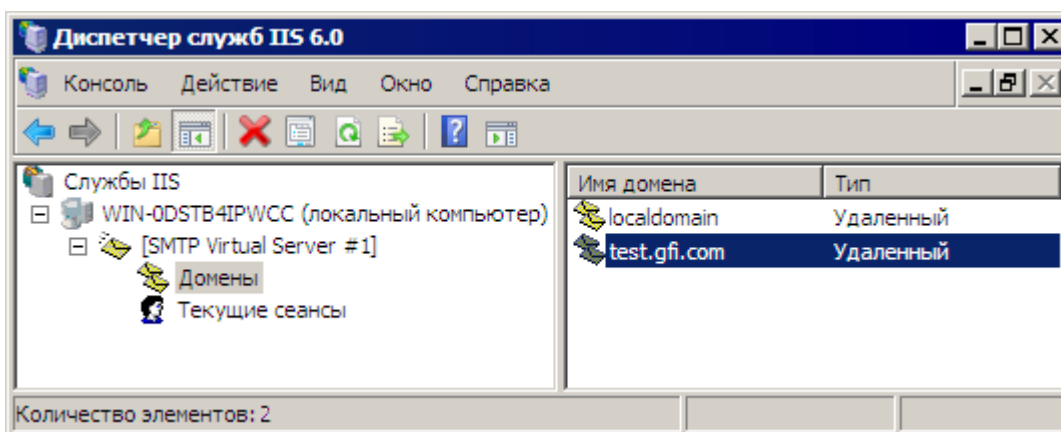 Диспетчер служб IIS 6.0
Консоль Действие Вид Окно Справка
Службы IIS
WIN-0DSTB4IPWCC (локальный компьютер)
[SMTP Virtual Server #1]
Домены
Текущие сеансы
Имя домена Тип
localdomain Удаленный
test.gfi.com Удаленный
Количество элементов: 2